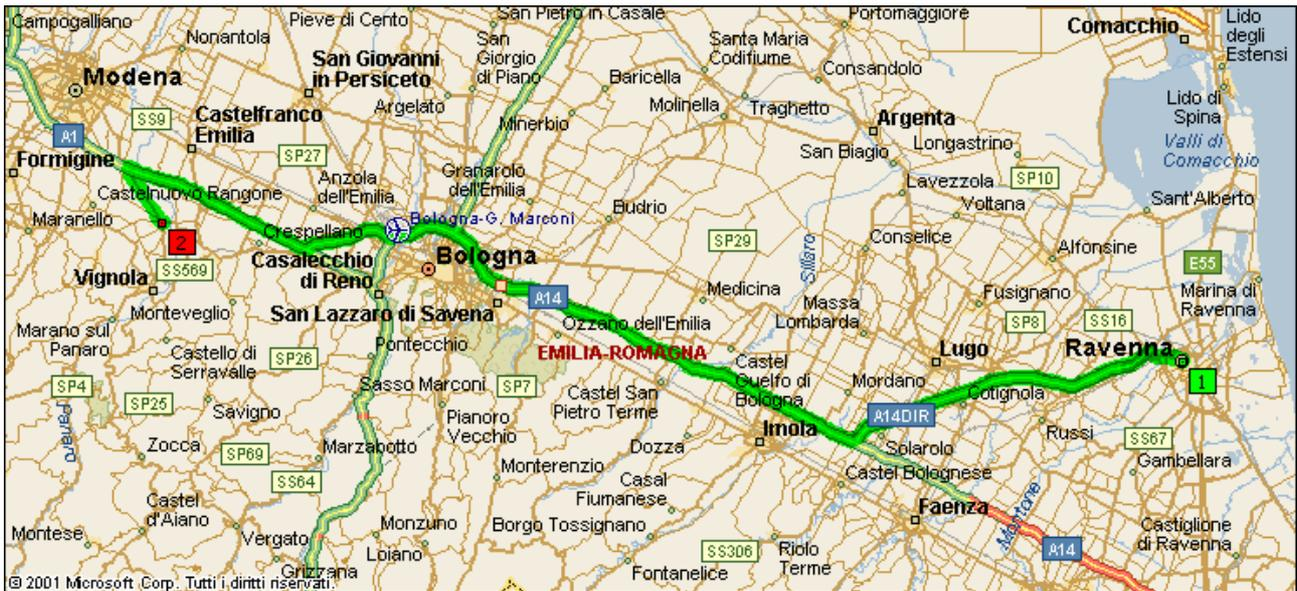 Campogalliano
Pieve di Cento
San Pietro in Casale
Portomaggiore
Comacchio
Lido
degli
Estensi
Nonantola
San
Giorgio
di Piano
Santa Maria
Codifiume
Modena
San Giovanni
in Persiceto
Baricella
Consandolo
Argelato
Molinella
Traghetto
Lido di
Spina
SS9
Castelfranco
Emilia
Minerbio
Argenta
A1
Valli di
Comacchio
Formigine
SP27
Anzola
dell'Emilia
Granarolo
dell'Emilia
San Biagio
Longastrino
Castelnuovo Rangone
Lavezzola
SP10
Sant'Alberto
Maranello
Bologna-G. Marconi
Budrio
Voltana
Crespellano
2
SP29
Conselice
Alfonsine
Bologna
Sillaro
Casalecchio
di Reno
SS569
E55
Vignola
A14
Medicina
Massa
Lombarda
Fusignano
Marina di
Ravenna
Monteveglio
San Lazzaro di Savena
Ozzano dell'Emilia
SP8
SS16
Marano sul
Panaro
Castello di
Serravalle
SP26
Pontecchio
EMILIA-ROMAGNA
Castel
Guelfo di
Bologna
Lugo
Ravenna
SP4
SP25
Sasso Marconi
SP7
Castel San
Pietro Terme
Mordano
Cotignola
1
Panaro
Savigno
Pianoro
Vecchio
A14DIR
Imola
Russi
Zocca
SP69
Marzabotto
Dozza
Solarolo
SS67
SS64
Monterenzio
Castel Bolognese
Gambellara
Castel
d'Aiano
Casal
Fiumanese
Faenza
Montone
Montese
Vergato
Monzuno
Borgo Tossignano
Castiglione
di Ravenna
Loiano
SS306
Riolo
Terme
A14
Grizzana
Fontanelice
© 2001 Microsoft Corp. Tutti i diritti riservati.